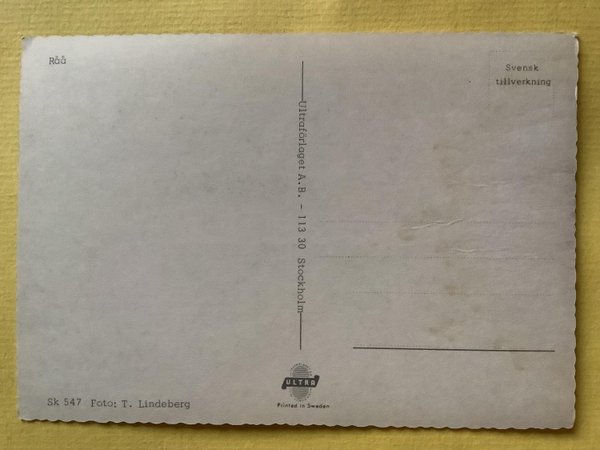 Råå
Svensk
tillverkning
Ultraförlaget A.B. - 113 30 Stockholm
Sk 547 Foto: T. Lindeberg
ULTRA
Printed in Sweden